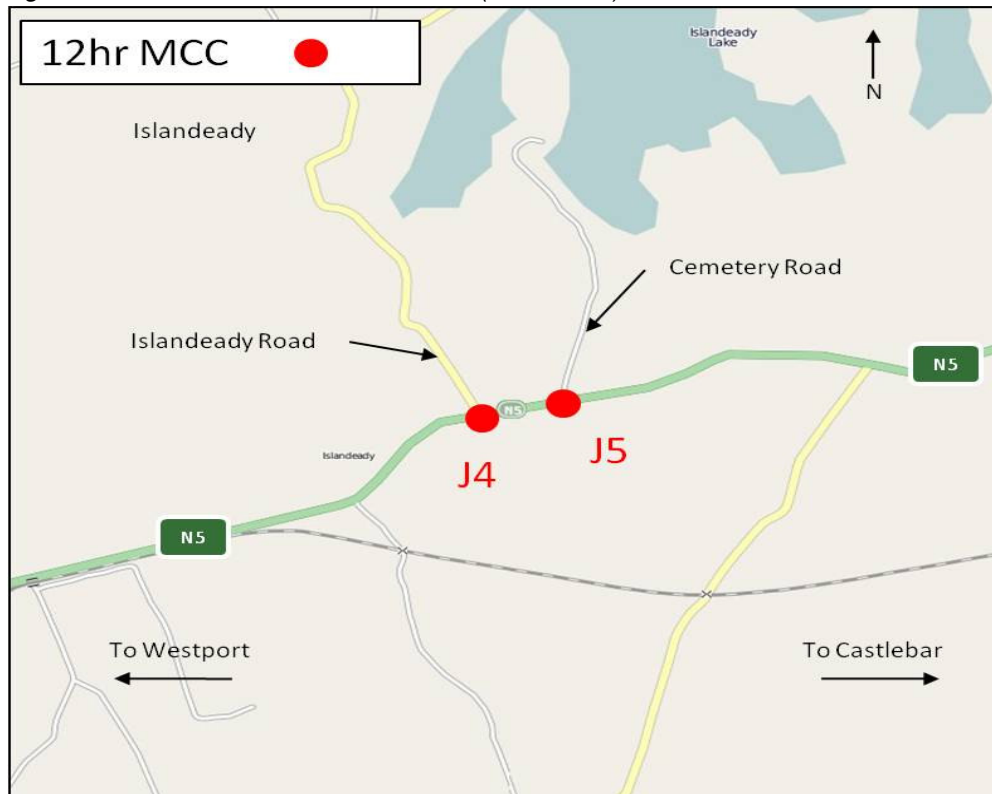 12hr MCC
Islandeady
Lake
N
Islandeady
Cemetery Road
Islandeady Road
N5
N5
J4
J5
Islandeady
N5
To Westport
To Castlebar